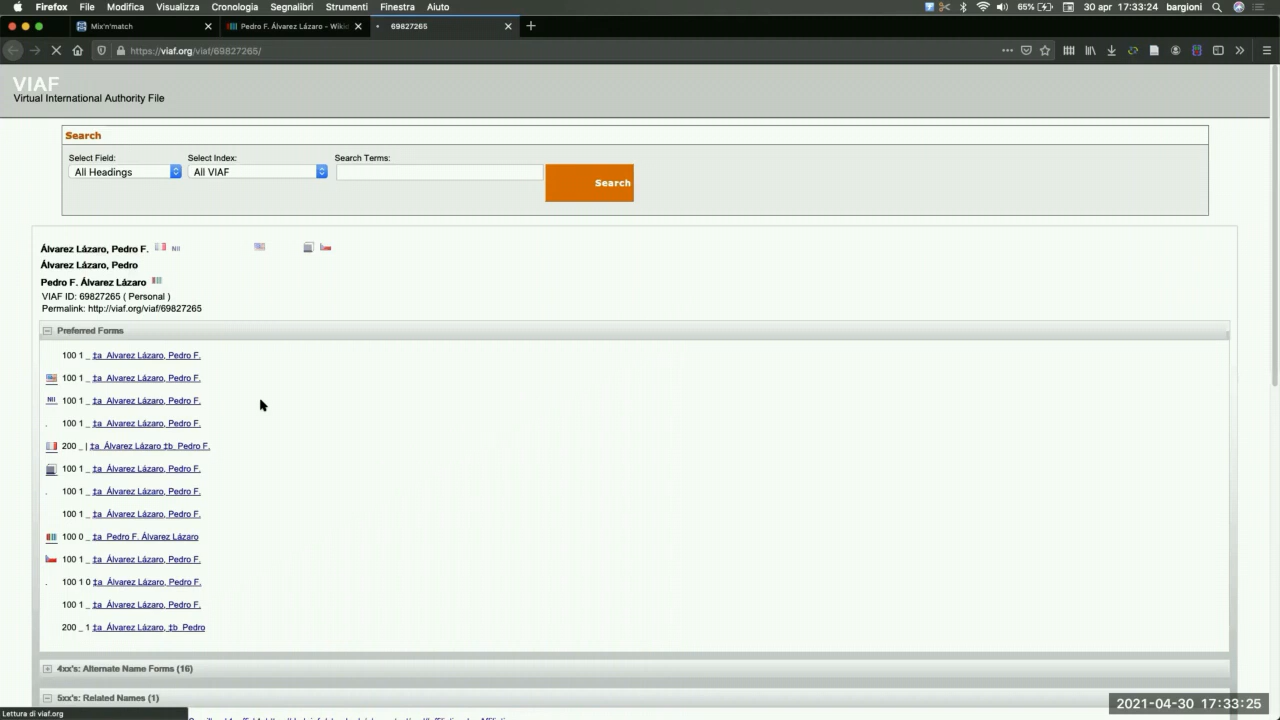 Firefox File Modifica Visualizza Cronologia Segnalibri Strumenti Finestra Aiuto 65% 30 apr 17:33:24 bargioni
Mix'n'match Pedro F. Álvarez Lázaro - Wikid 69827265
https://viaf.org/viaf/69827265/
VIAF
Virtual International Authority File
Search
Select Field: Select Index: Search Terms:
All Headings All VIAF Search
Álvarez Lázaro, Pedro F. NII
Álvarez Lázaro, Pedro
Pedro F. Álvarez Lázaro
VIAF ID: 69827265 ( Personal )
Permalink: http://viaf.org/viaf/69827265
Preferred Forms
100 1 _ ‡a Alvarez Lázaro, Pedro F.
100 1 _ ‡a Alvarez Lázaro, Pedro F.
NII 100 1 _ ‡a Alvarez Lázaro, Pedro F.
. 100 1 _ ‡a Álvarez Lázaro, Pedro F.
200 _ | ‡a Álvarez Lázaro ‡b Pedro F.
100 1 _ ‡a Álvarez Lázaro, Pedro F.
. 100 1 _ ‡a Álvarez Lázaro, Pedro F.
100 1 _ ‡a Álvarez Lázaro, Pedro F.
100 0 _ ‡a Pedro F. Álvarez Lázaro
100 1 _ ‡a Álvarez Lázaro, Pedro F.
. 100 1 0 ‡a Álvarez Lázaro, Pedro F.
100 1 _ ‡a Álvarez Lázaro, Pedro F.
200 _ 1 ‡a Álvarez Lázaro, ‡b Pedro
4xx's: Alternate Name Forms (16)
5xx's: Related Names (1)
Lettura di viaf.org
2021-04-30 17:33:25